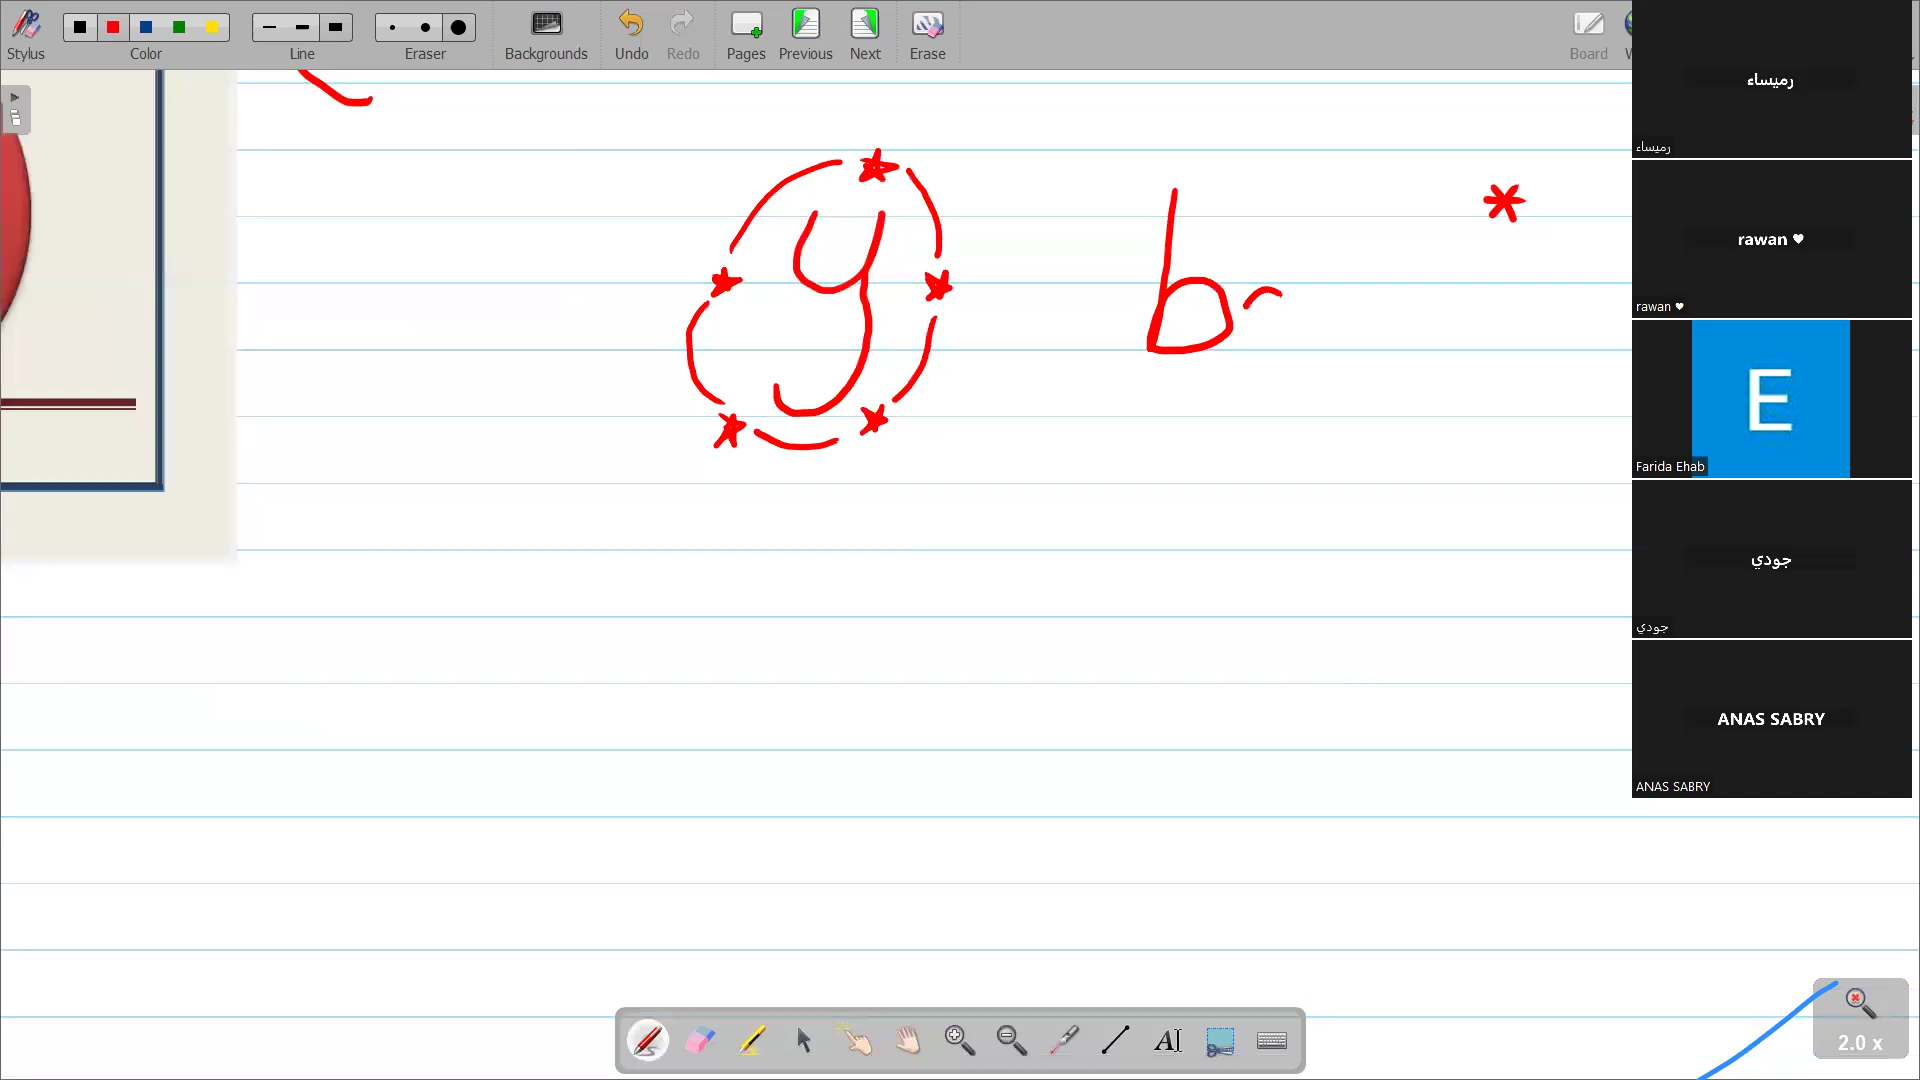 Stylus
Color
Line
Eraser
Backgrounds
Undo
Redo
Pages
Previous
Next
Erase
Board
رميساء
رميساء
y
b
*
rawan ♥
rawan ♥
E
Farida Ehab
جودي
جودي
ANAS SABRY
ANAS SABRY
2.0 x